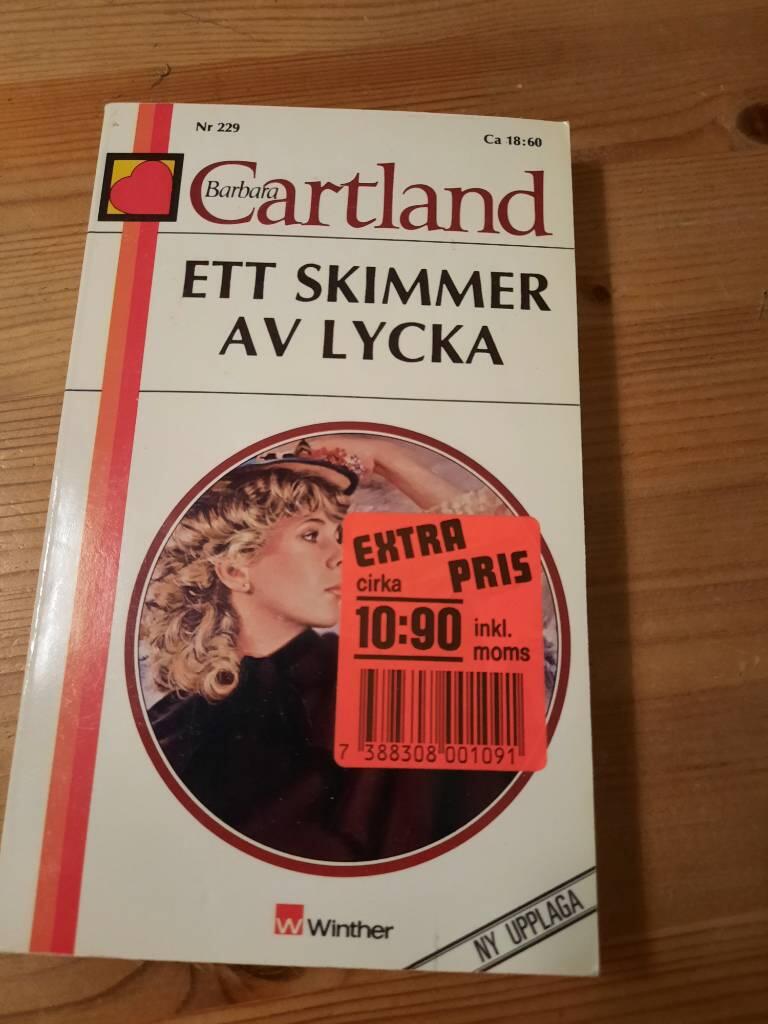 Nr 229
Ca 18:60
Barbara
Cartland
ETT SKIMMER
AV LYCKA
EXTRA
PRIS
cirka
10:90 inkl.
moms
7 388308 001091
W Winther
NY UPPLAGA